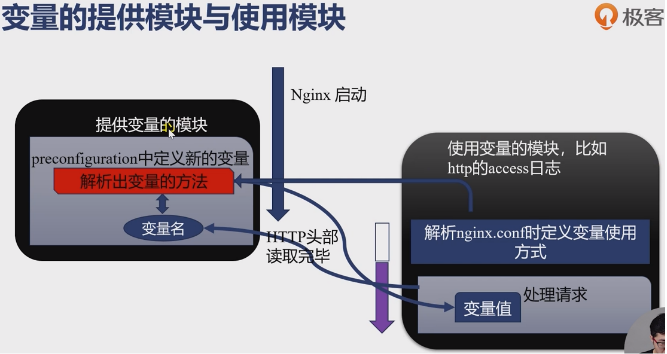 变量的提供模块与使用模块
极客
Nginx 启动
提供变量的模块
preconfiguration中定义新的变量
解析出变量的方法
变量名
HTTP头部
读取完毕
使用变量的模块，比如
http的access日志
解析nginx.conf时定义变量使用
方式
处理请求
变量值